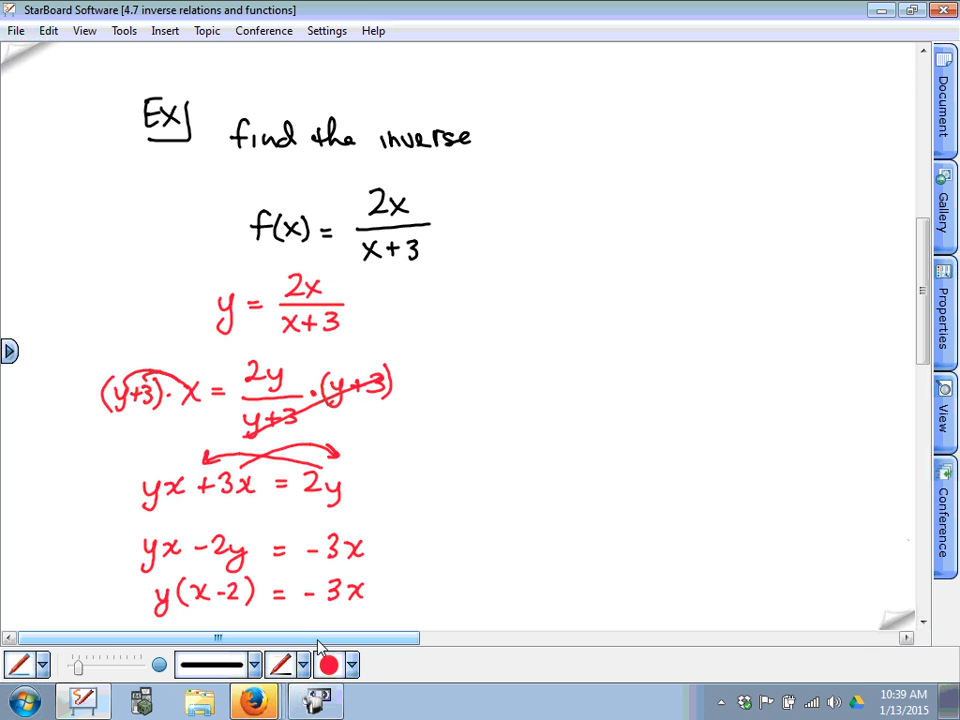 StarBoard Software [4.7 inverse relations and functions]
File Edit View Tools Insert Topic Conference Settings Help
Ex]
find the inverse
f(x) = 2x / x+3
y = 2x / x+3
(y+3)·x = 2y / y+3 ·(y+3)
yx +3x = 2y
yx -2y = -3x
y(x-2) = -3x
Document
Gallery
Properties
View
Conference
10:39 AM
1/13/2015